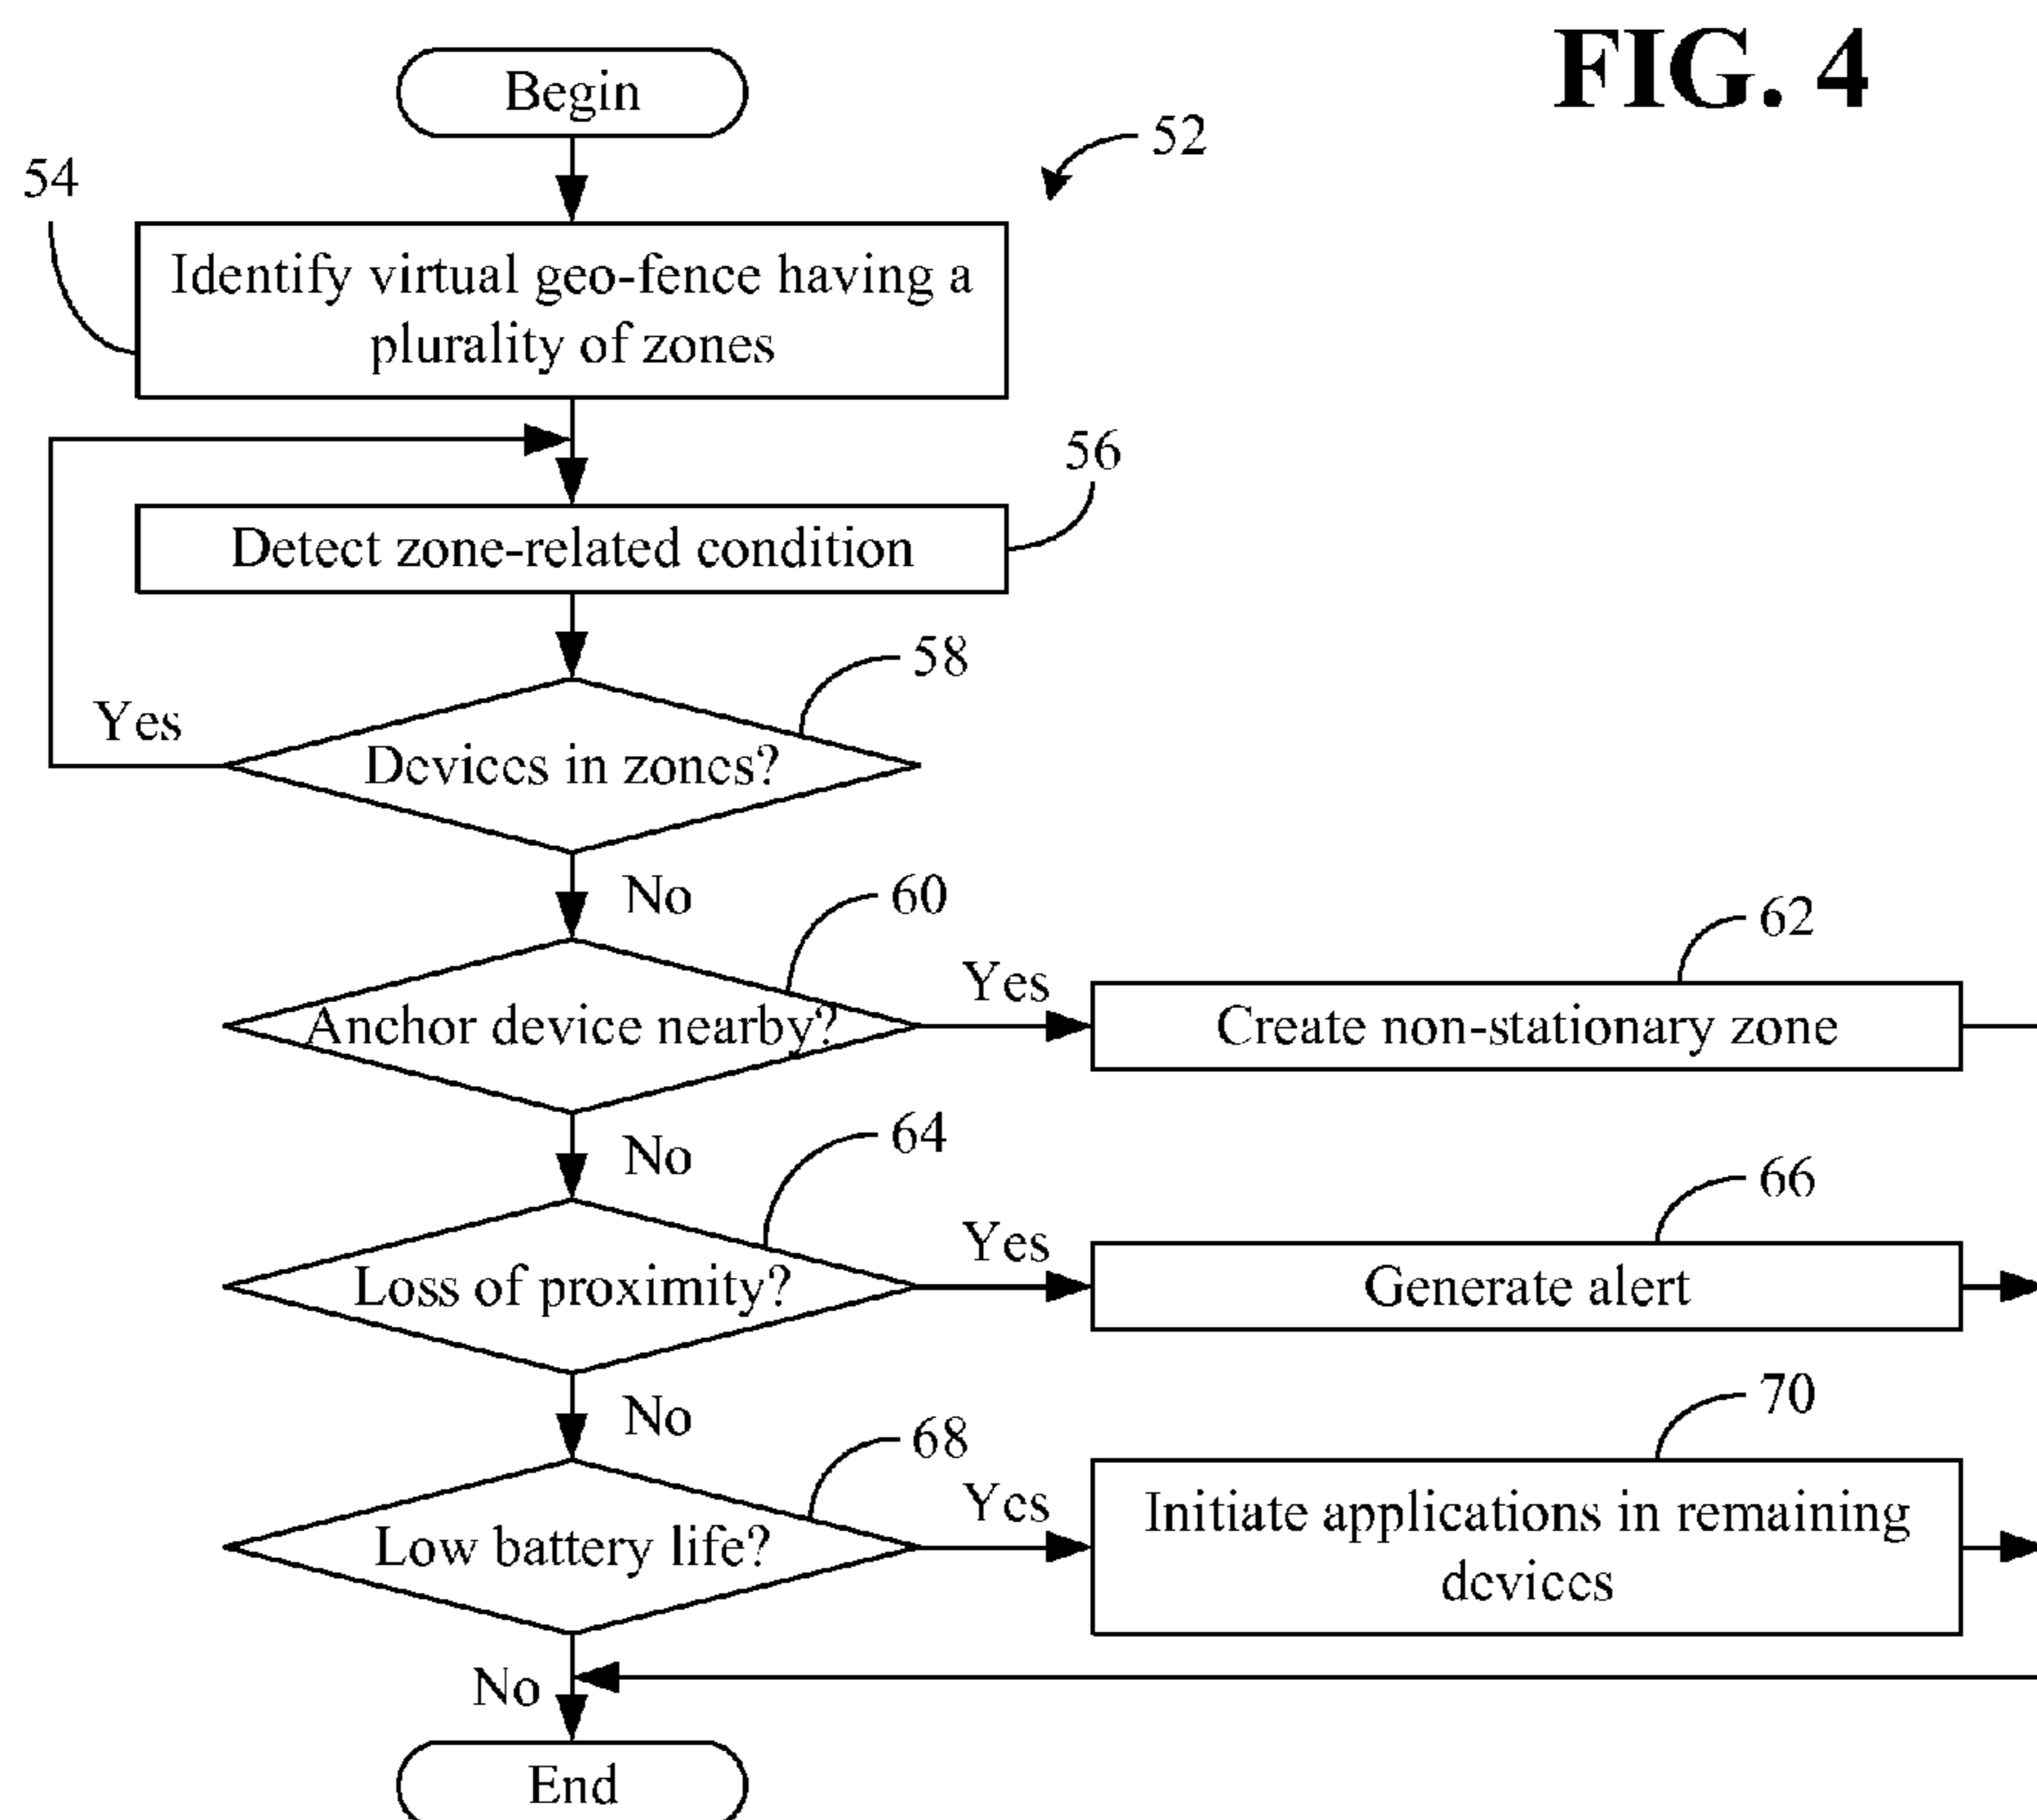 FIG. 4
Begin
52
54
Identify virtual geo-fence having a
plurality of zones
56
Detect zone-related condition
58
Yes
Devices in zones?
No
60
62
Anchor device nearby?
Yes
Create non-stationary zone
No
64
66
Loss of proximity?
Yes
Generate alert
No
68
70
Low battery life?
Yes
Initiate applications in remaining
devices
No
End